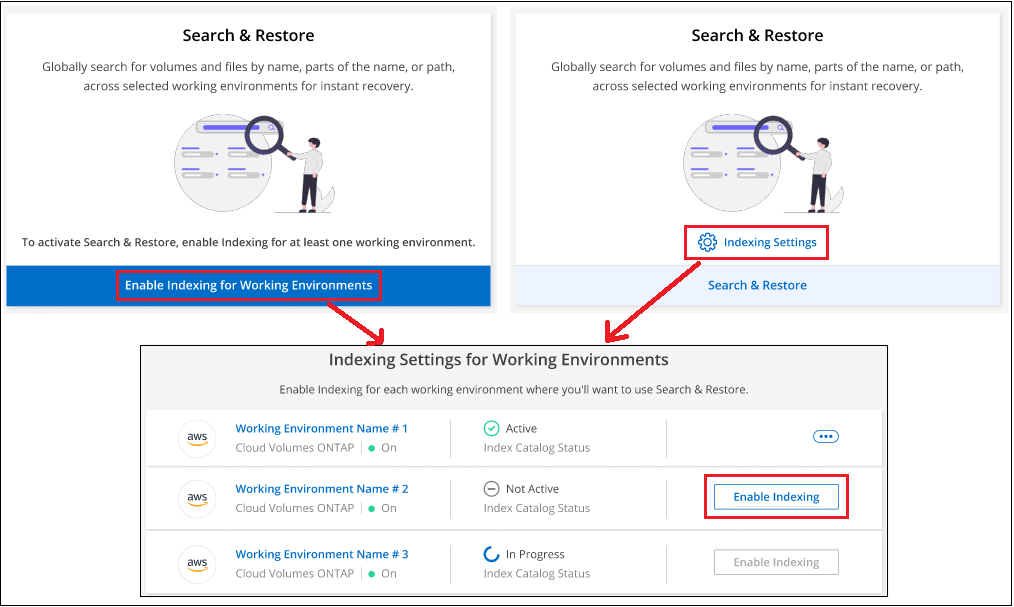 Search & Restore
Globally search for volumes and files by name, parts of the name, or path,
across selected working environments for instant recovery.
To activate Search & Restore, enable Indexing for at least one working environment.
Enable Indexing for Working Environments
Search & Restore
Globally search for volumes and files by name, parts of the name, or path,
across selected working environments for instant recovery.
Indexing Settings
Search & Restore
Indexing Settings for Working Environments
Enable Indexing for each working environment where you'll want to use Search & Restore.
aws
Working Environment Name # 1
Cloud Volumes ONTAP On
Active
Index Catalog Status
aws
Working Environment Name # 2
Cloud Volumes ONTAP On
Not Active
Index Catalog Status
Enable Indexing
aws
Working Environment Name # 3
Cloud Volumes ONTAP On
In Progress
Index Catalog Status
Enable Indexing